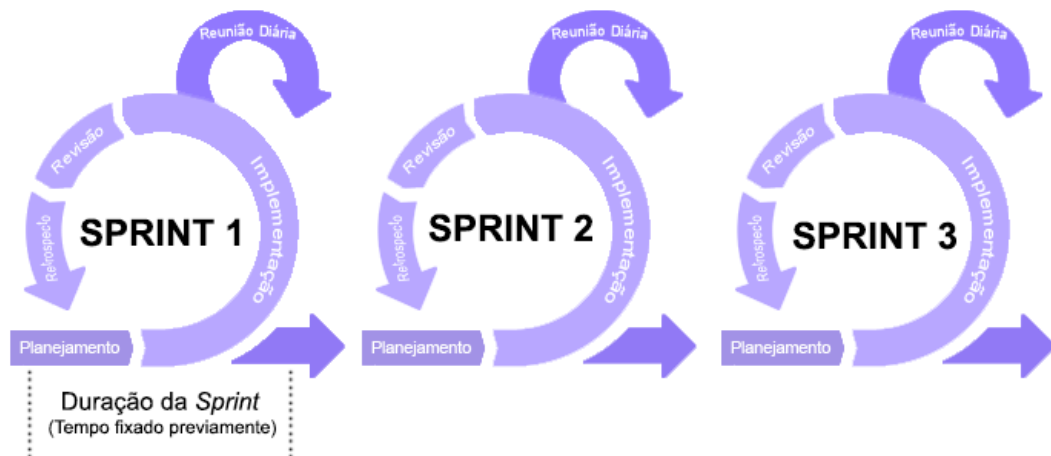 Reunião Diária
Revisão
Implementação
Retrospecto
SPRINT 1
Planejamento
Duração da Sprint
(Tempo fixado previamente)
Reunião Diária
Revisão
Implementação
Retrospecto
SPRINT 2
Planejamento
Reunião Diária
Revisão
Implementação
Retrospecto
SPRINT 3
Planejamento